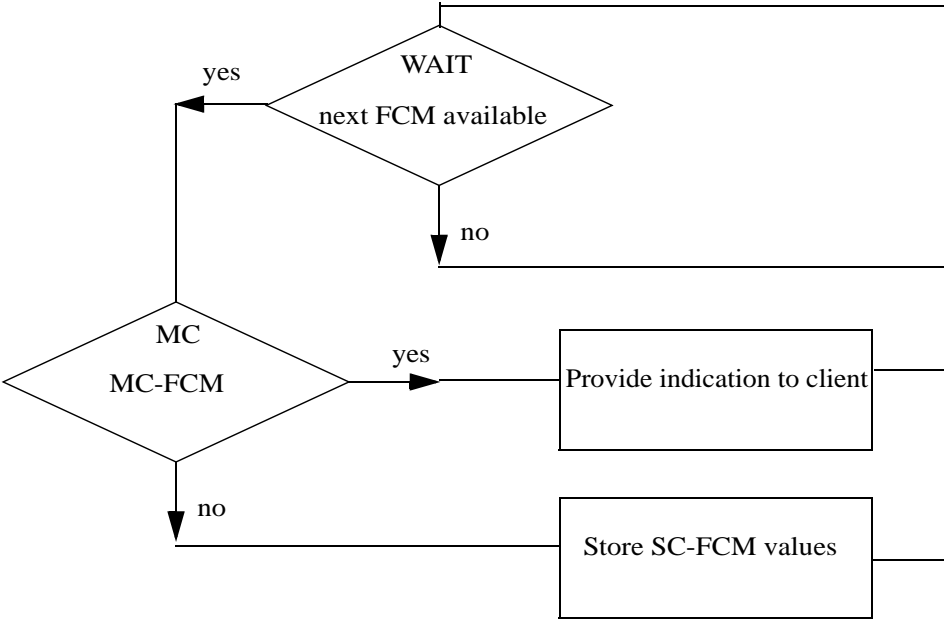 WAIT
yes
next FCM available
no
MC
yes
MC-FCM
Provide indication to client
no
Store SC-FCM values